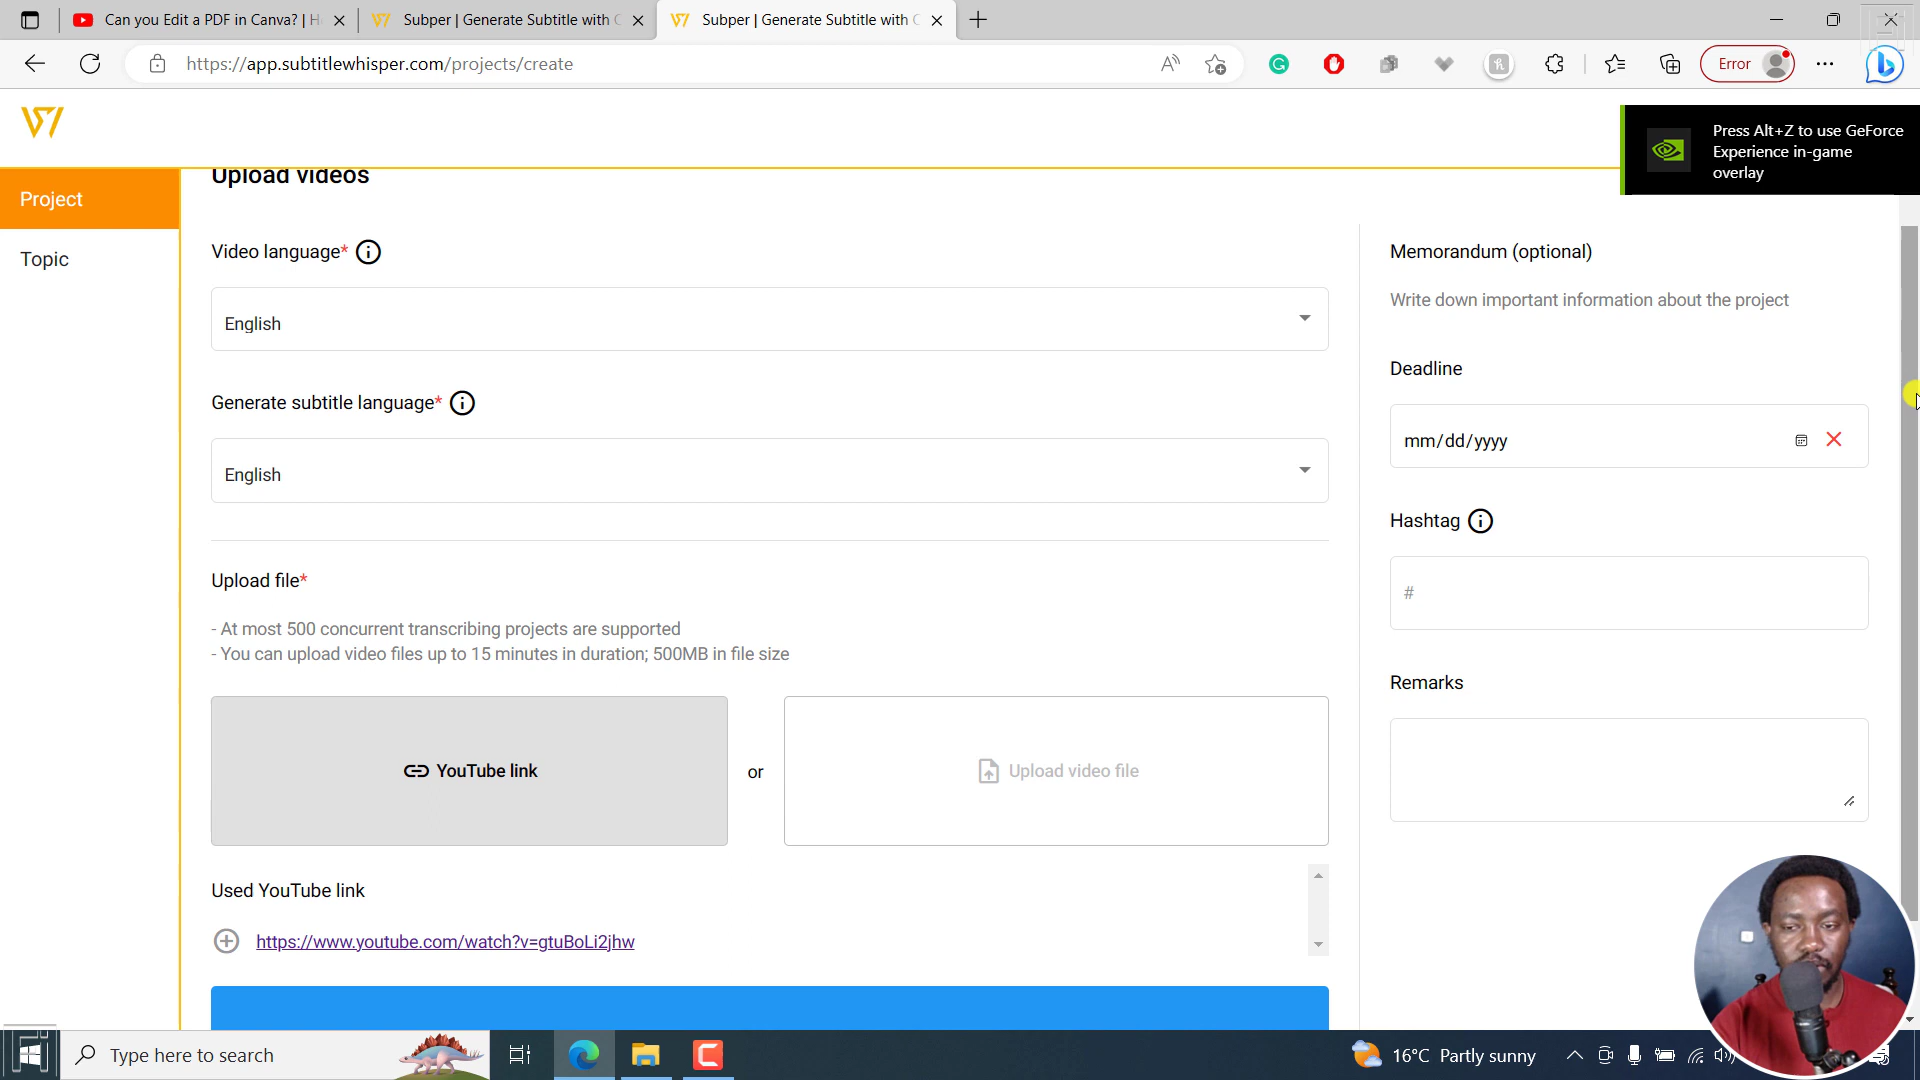 Can you Edit a PDF in Canva? | H
Subper | Generate Subtitle with
Subper | Generate Subtitle with
https://app.subtitlewhisper.com/projects/create
Error
Press Alt+Z to use GeForce
Experience in-game
overlay
Project
Topic
Upload videos
Video language*
English
Generate subtitle language*
English
Upload file*
- At most 500 concurrent transcribing projects are supported
- You can upload video files up to 15 minutes in duration; 500MB in file size
YouTube link
or
Upload video file
Used YouTube link
https://www.youtube.com/watch?v=gtuBoLi2jhw
Memorandum (optional)
Write down important information about the project
Deadline
mm/dd/yyyy
Hashtag
#
Remarks
Type here to search
16°C Partly sunny